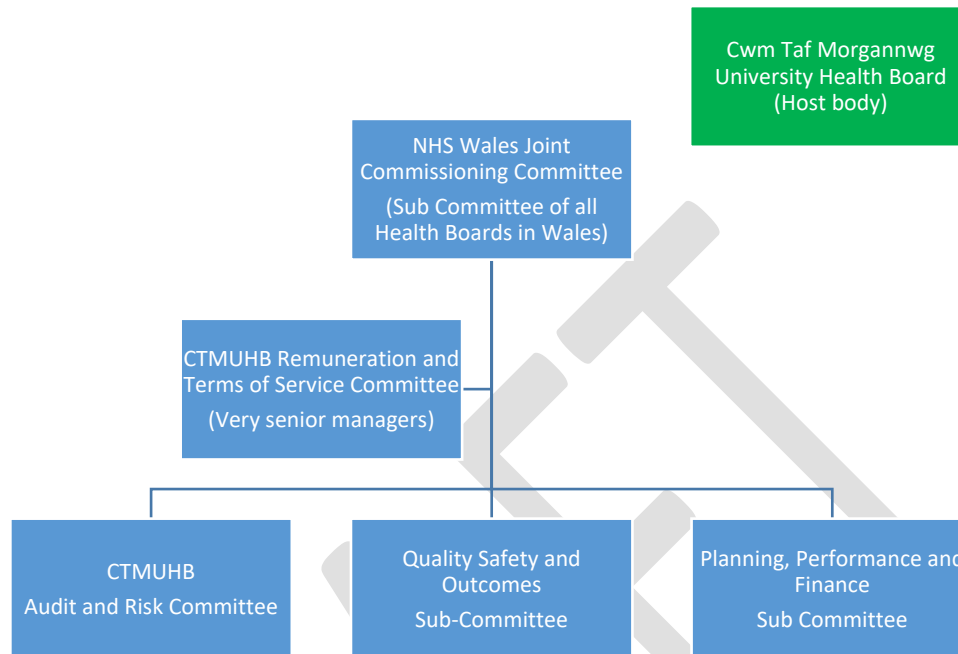 Cwm Taf Morgannwg
University Health Board
(Host body)
NHS Wales Joint
Commissioning Committee
(Sub Committee of all
Health Boards in Wales)
CTMUHB Remuneration and
Terms of Service Committee
(Very senior managers)
CTMUHB
Audit and Risk Committee
Quality Safety and
Outcomes
Sub-Committee
Planning, Performance and
Finance
Sub Committee